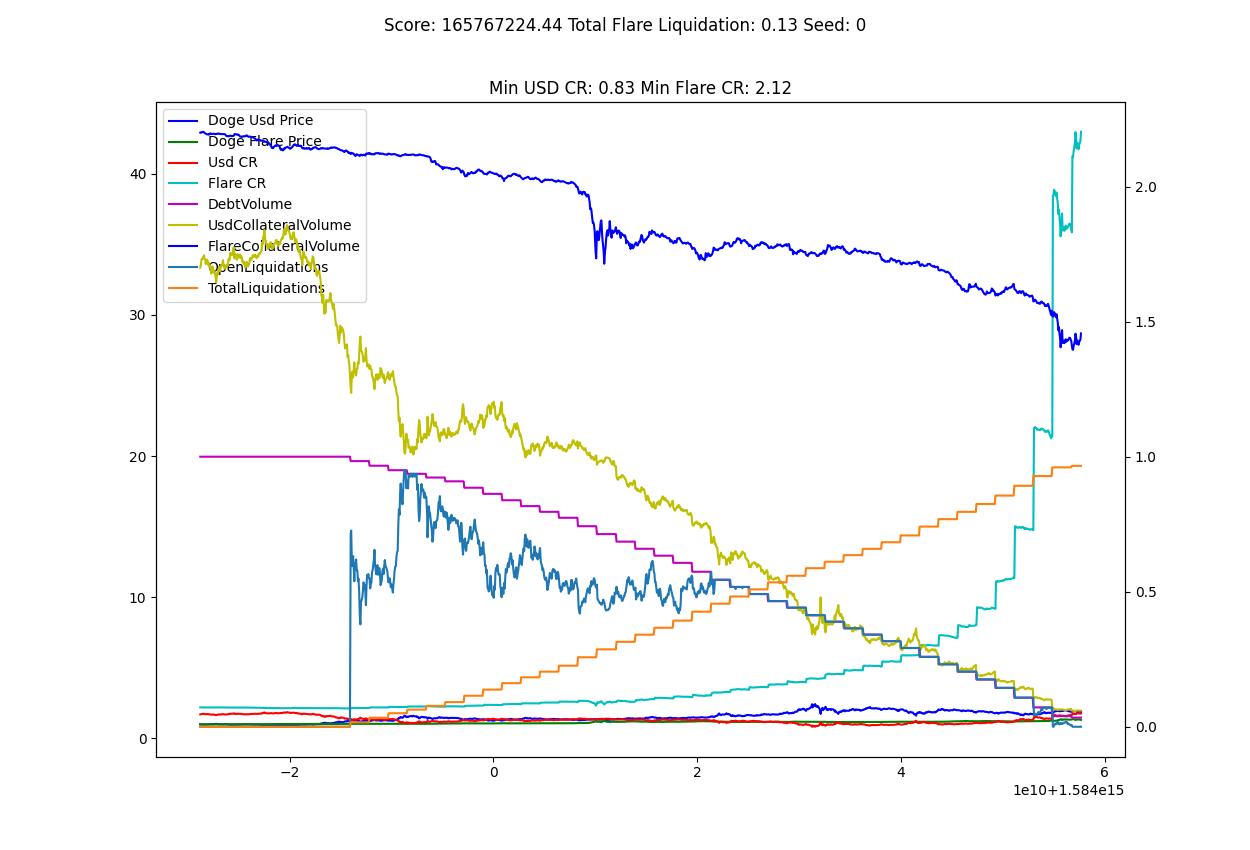 Score: 165767224.44 Total Flare Liquidation: 0.13 Seed: 0
Min USD CR: 0.83 Min Flare CR: 2.12
Doge Usd Price
Doge Flare Price
Usd CR
Flare CR
DebtVolume
UsdCollateralVolume
FlareCollateralVolume
OpenLiquidations
TotalLiquidations
40
30
20
10
0
2.0
1.5
1.0
0.5
0.0
−2 0 2 4 6
1e10+1.584e15